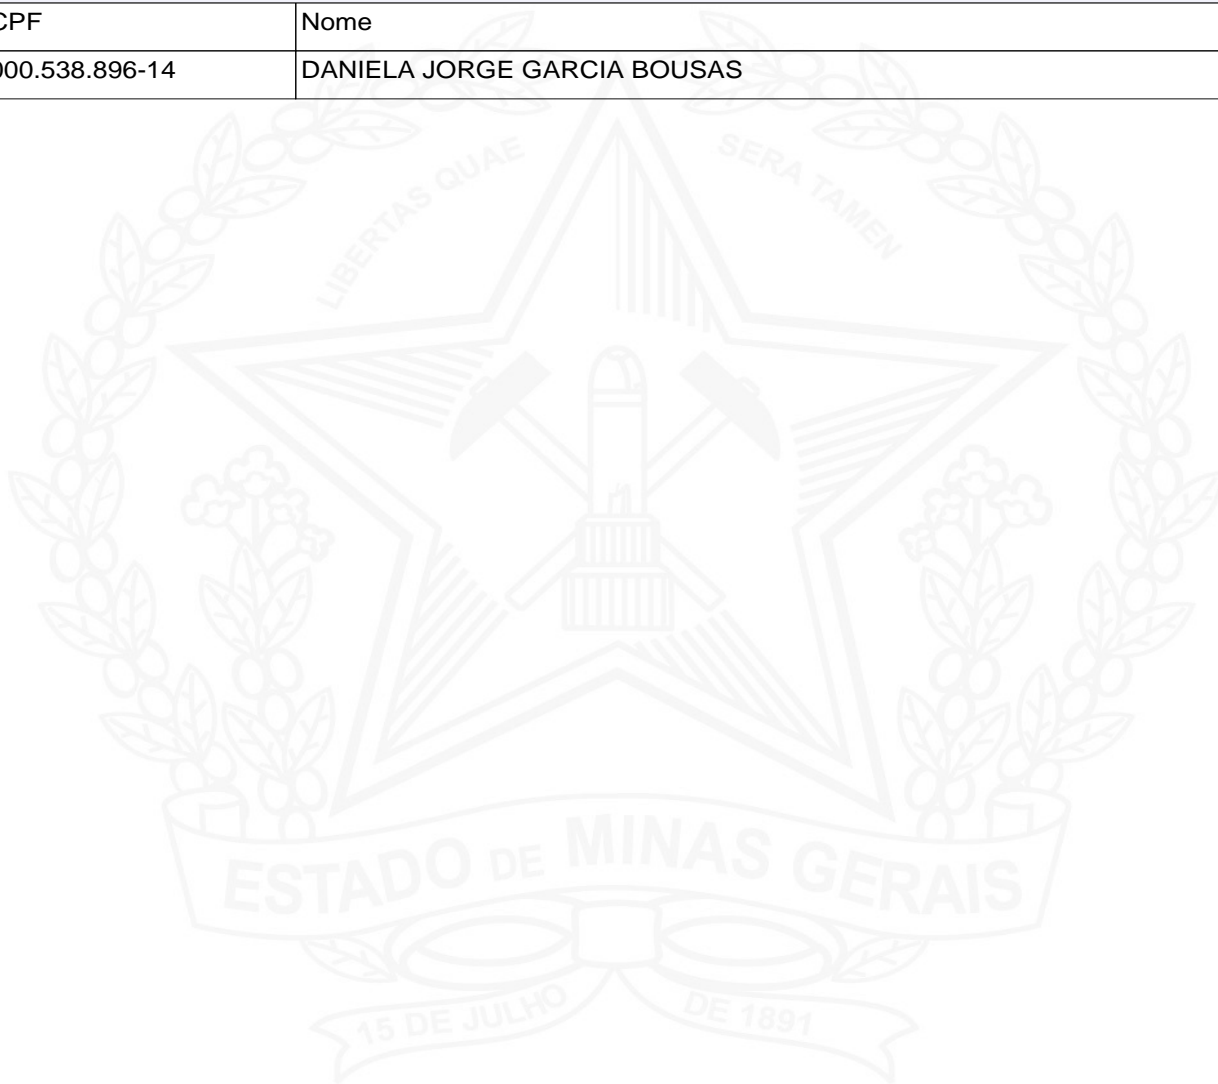 CPF Nome
000.538.896-14 DANIELA JORGE GARCIA BOUSAS
LIBERTAS QUAE SERA TAMEN
ESTADO DE MINAS GERAIS
15 DE JULHO DE 1891